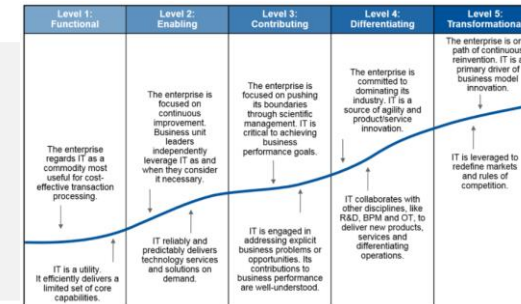 Level 1:
Functional
Level 2:
Enabling
Level 3:
Contributing
Level 4:
Differentiating
Level 5:
Transformational
The enterprise
regards IT as a
commodity most
useful for cost-
effective transaction
processing.
IT is a utility.
It efficiently delivers a
limited set of core
capabilities.
The enterprise is
focused on
continuous
improvement.
Business unit
leaders
independently
leverage IT as and
when they consider
it necessary.
IT reliably and
predictably delivers
technology services
and solutions on
demand.
The enterprise is
focused on pushing
its boundaries
through scientific
management. IT is
critical to achieving
business
performance goals.
IT is engaged in
addressing explicit
business problems or
opportunities. Its
contributions to
business performance
are well-understood.
The enterprise is
committed to
dominating its
industry. IT is a
source of agility and
product/service
innovation.
IT collaborates with
other disciplines, like
R&D, BPM and OT, to
deliver new products,
services and
differentiating
operations.
The enterprise is on
path of continuous
reinvention. IT is a
primary driver of
business model
innovation.
IT is leveraged to
redefine markets
and rules of
competition.